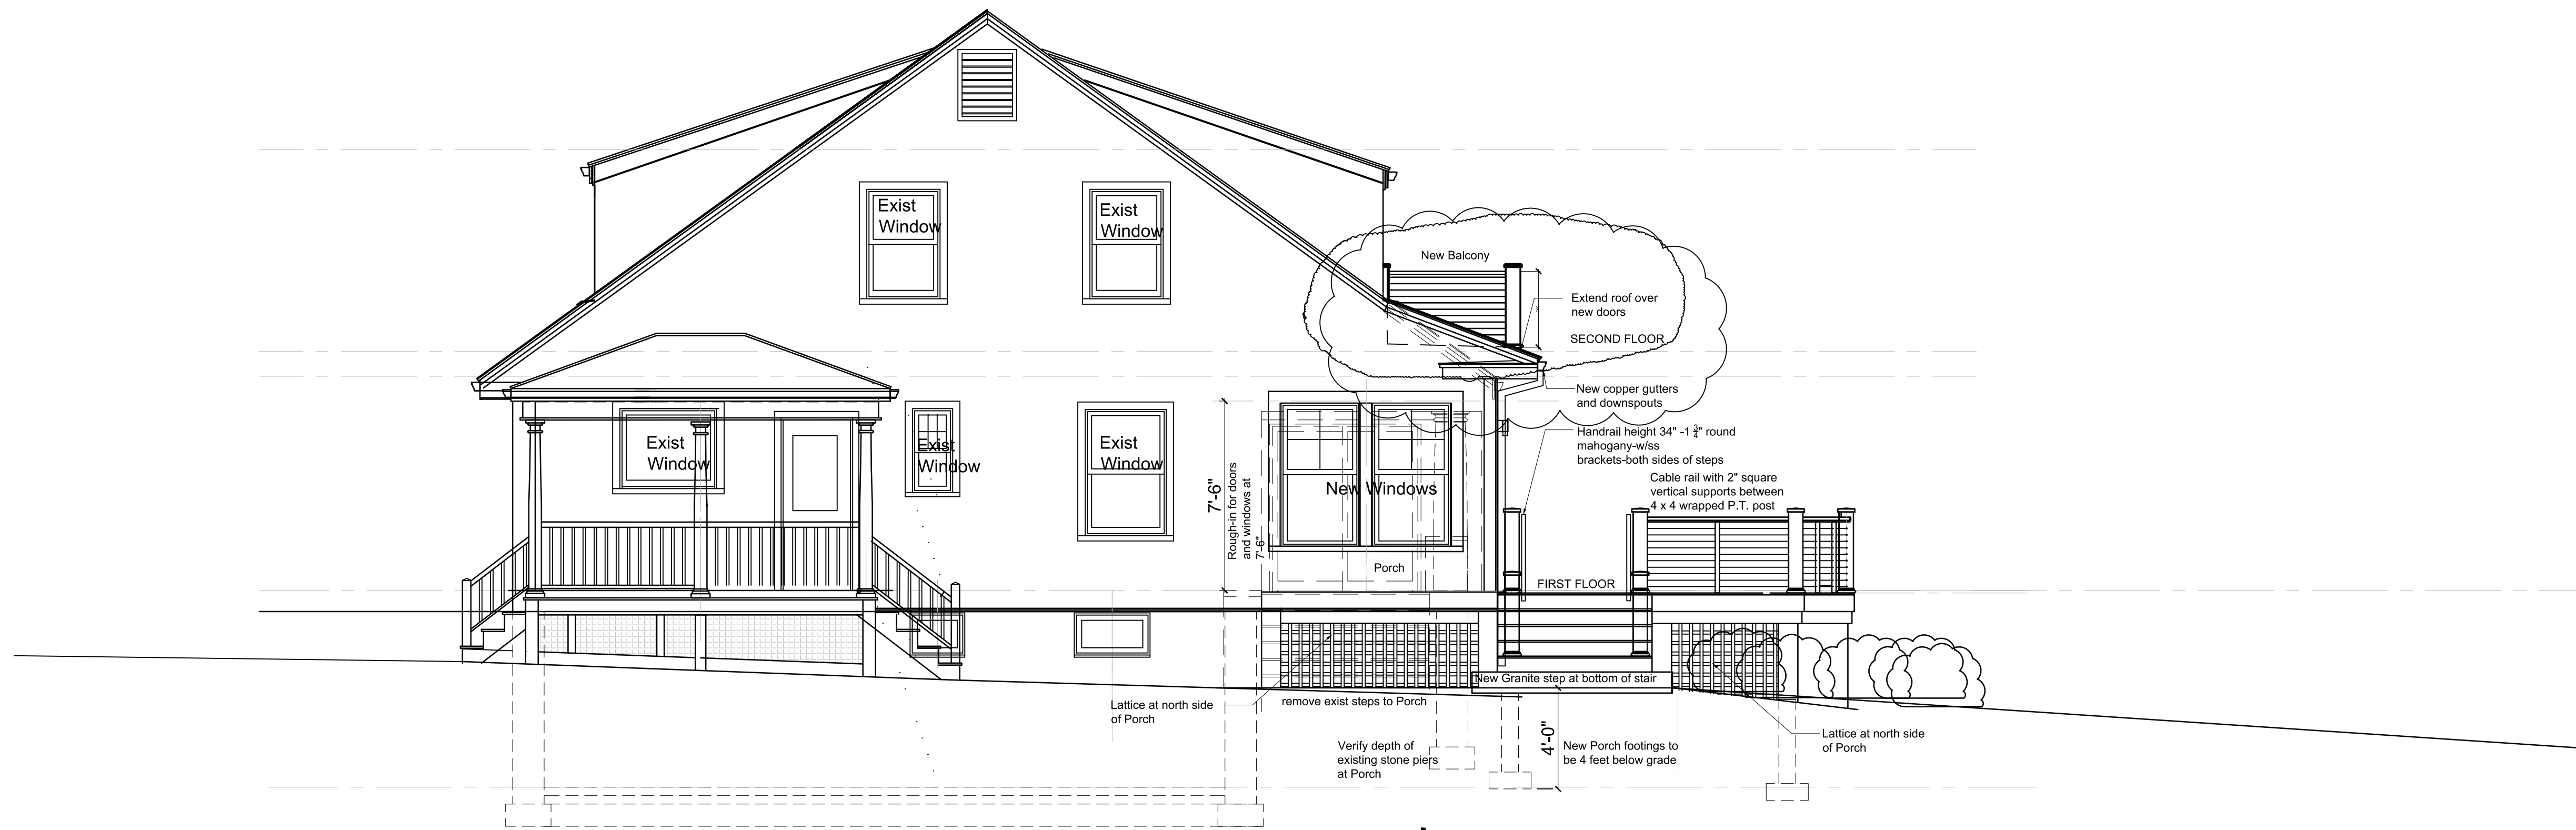 Exist
Window
Exist
Window
New Balcony
Extend roof over
new doors
SECOND FLOOR
New copper gutters
and downspouts
Handrail height 34" -1 3/4" round
mahogany-w/ss
brackets-both sides of steps
Cable rail with 2" square
vertical supports between
4 x 4 wrapped P.T. post
Exist
Window
Exist
Window
Exist
Window
7'-6"
Rough-in for doors
and windows at
7'-6"
New Windows
Porch
FIRST FLOOR
New Granite step at bottom of stair
Lattice at north side
of Porch
remove exist steps to Porch
Verify depth of
existing stone piers
at Porch
4'-0"
New Porch footings to
be 4 feet below grade
Lattice at north side
of Porch